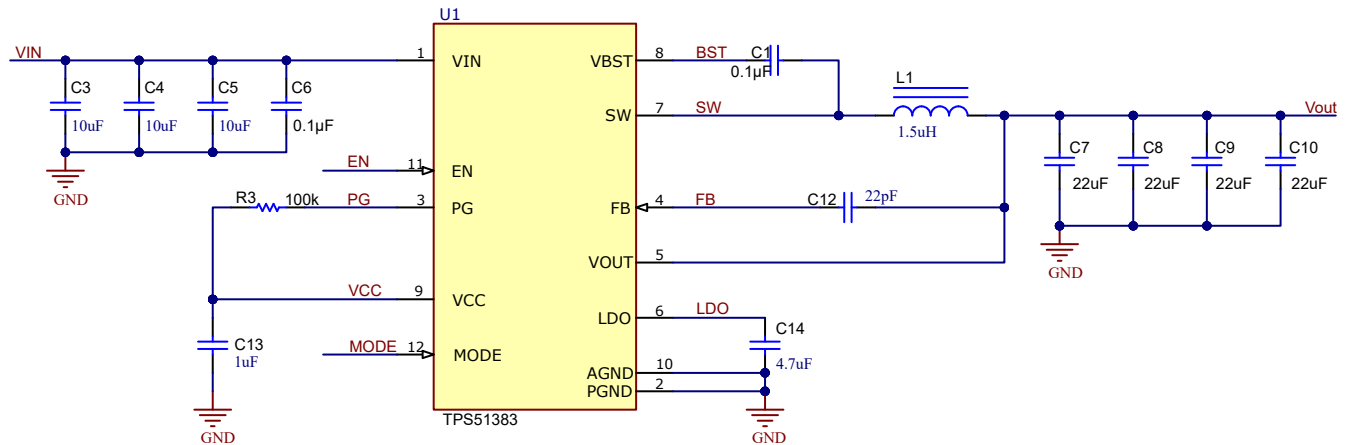 U1
VIN
1
VIN
C3
10uF
C4
10uF
C5
10uF
C6
0.1µF
GND
EN
11
EN
R3
100k
PG
3
PG
VCC
9
VCC
C13
1uF
GND
MODE
12
MODE
TPS51383
VBST
8
BST
C1
0.1µF
SW
7
SW
L1
1.5uH
Vout
C7
22uF
C8
22uF
C9
22uF
C10
22uF
GND
FB
4
FB
C12
22pF
VOUT
5
LDO
6
LDO
C14
4.7uF
AGND
10
PGND
2
GND